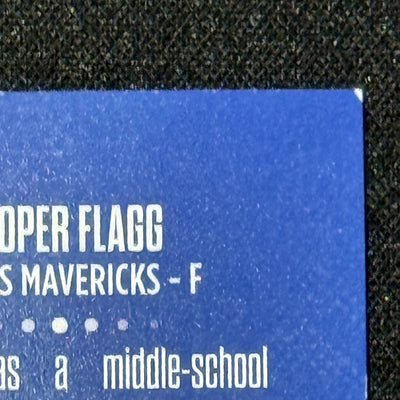 OPER FLAGG
S MAVERICKS - F
as a middle-school